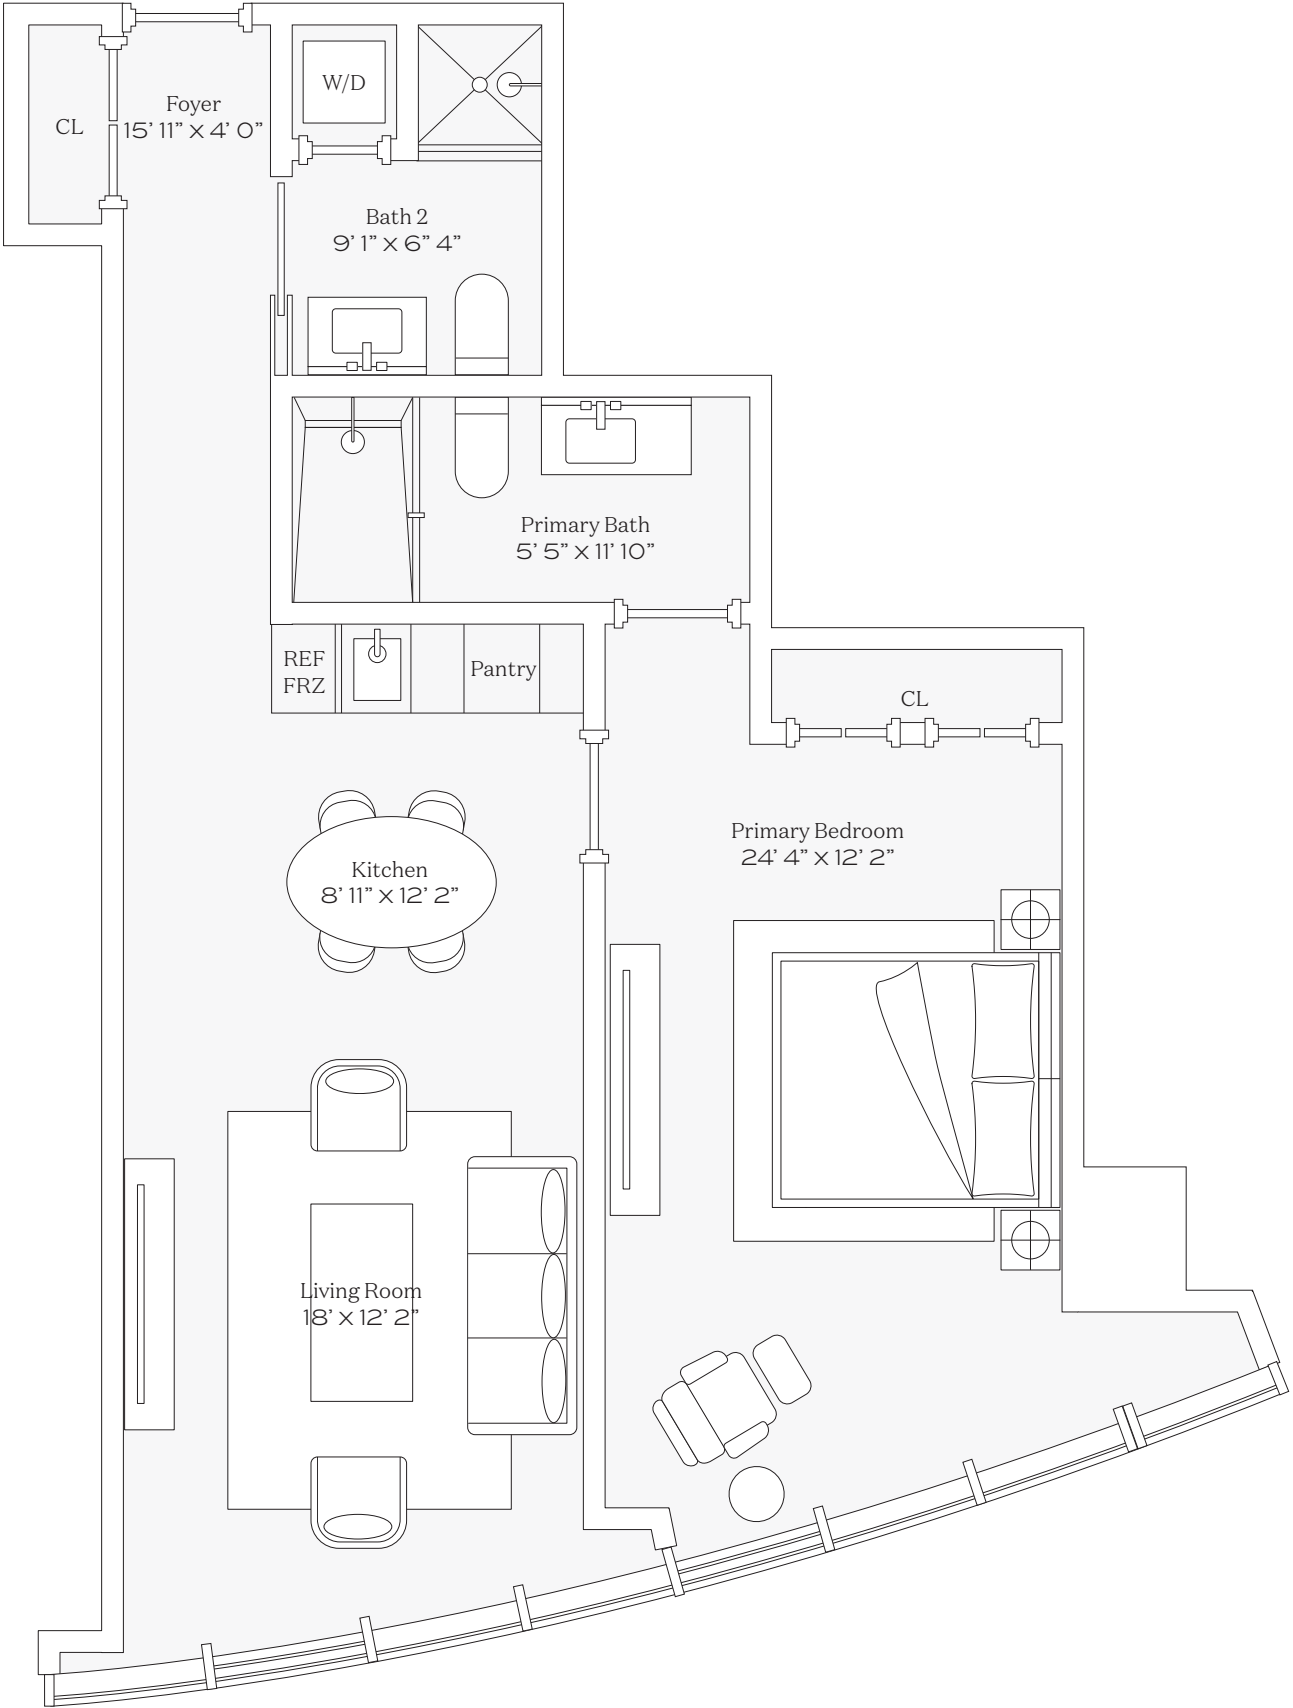 W/D
Foyer
15’ 11” X 4’ 0”
CL
Bath 2
9’ 1” X 6” 4”
Primary Bath
5’ 5” X 11’ 10”
REF
FRZ
Pantry
CL
Primary Bedroom
24’ 4” X 12’ 2”
Kitchen
8’ 11” X 12’ 2”
Living Room
18’ X 12’ 2”